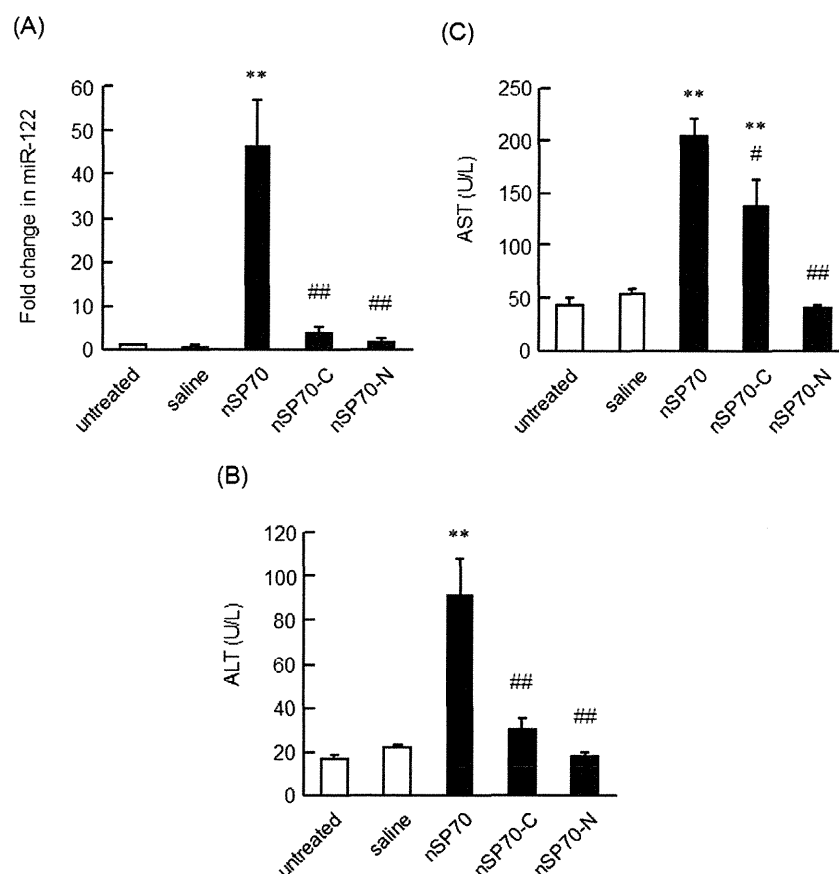 (A)
Fold change in miR-122
60
50
40
30
20
10
0
**
##
##
untreated
saline
nSP70
nSP70-C
nSP70-N
(C)
AST (U/L)
250
200
150
100
50
0
**
**
#
##
untreated
saline
nSP70
nSP70-C
nSP70-N
(B)
ALT (U/L)
120
100
80
60
40
20
0
**
##
##
untreated
saline
nSP70
nSP70-C
nSP70-N